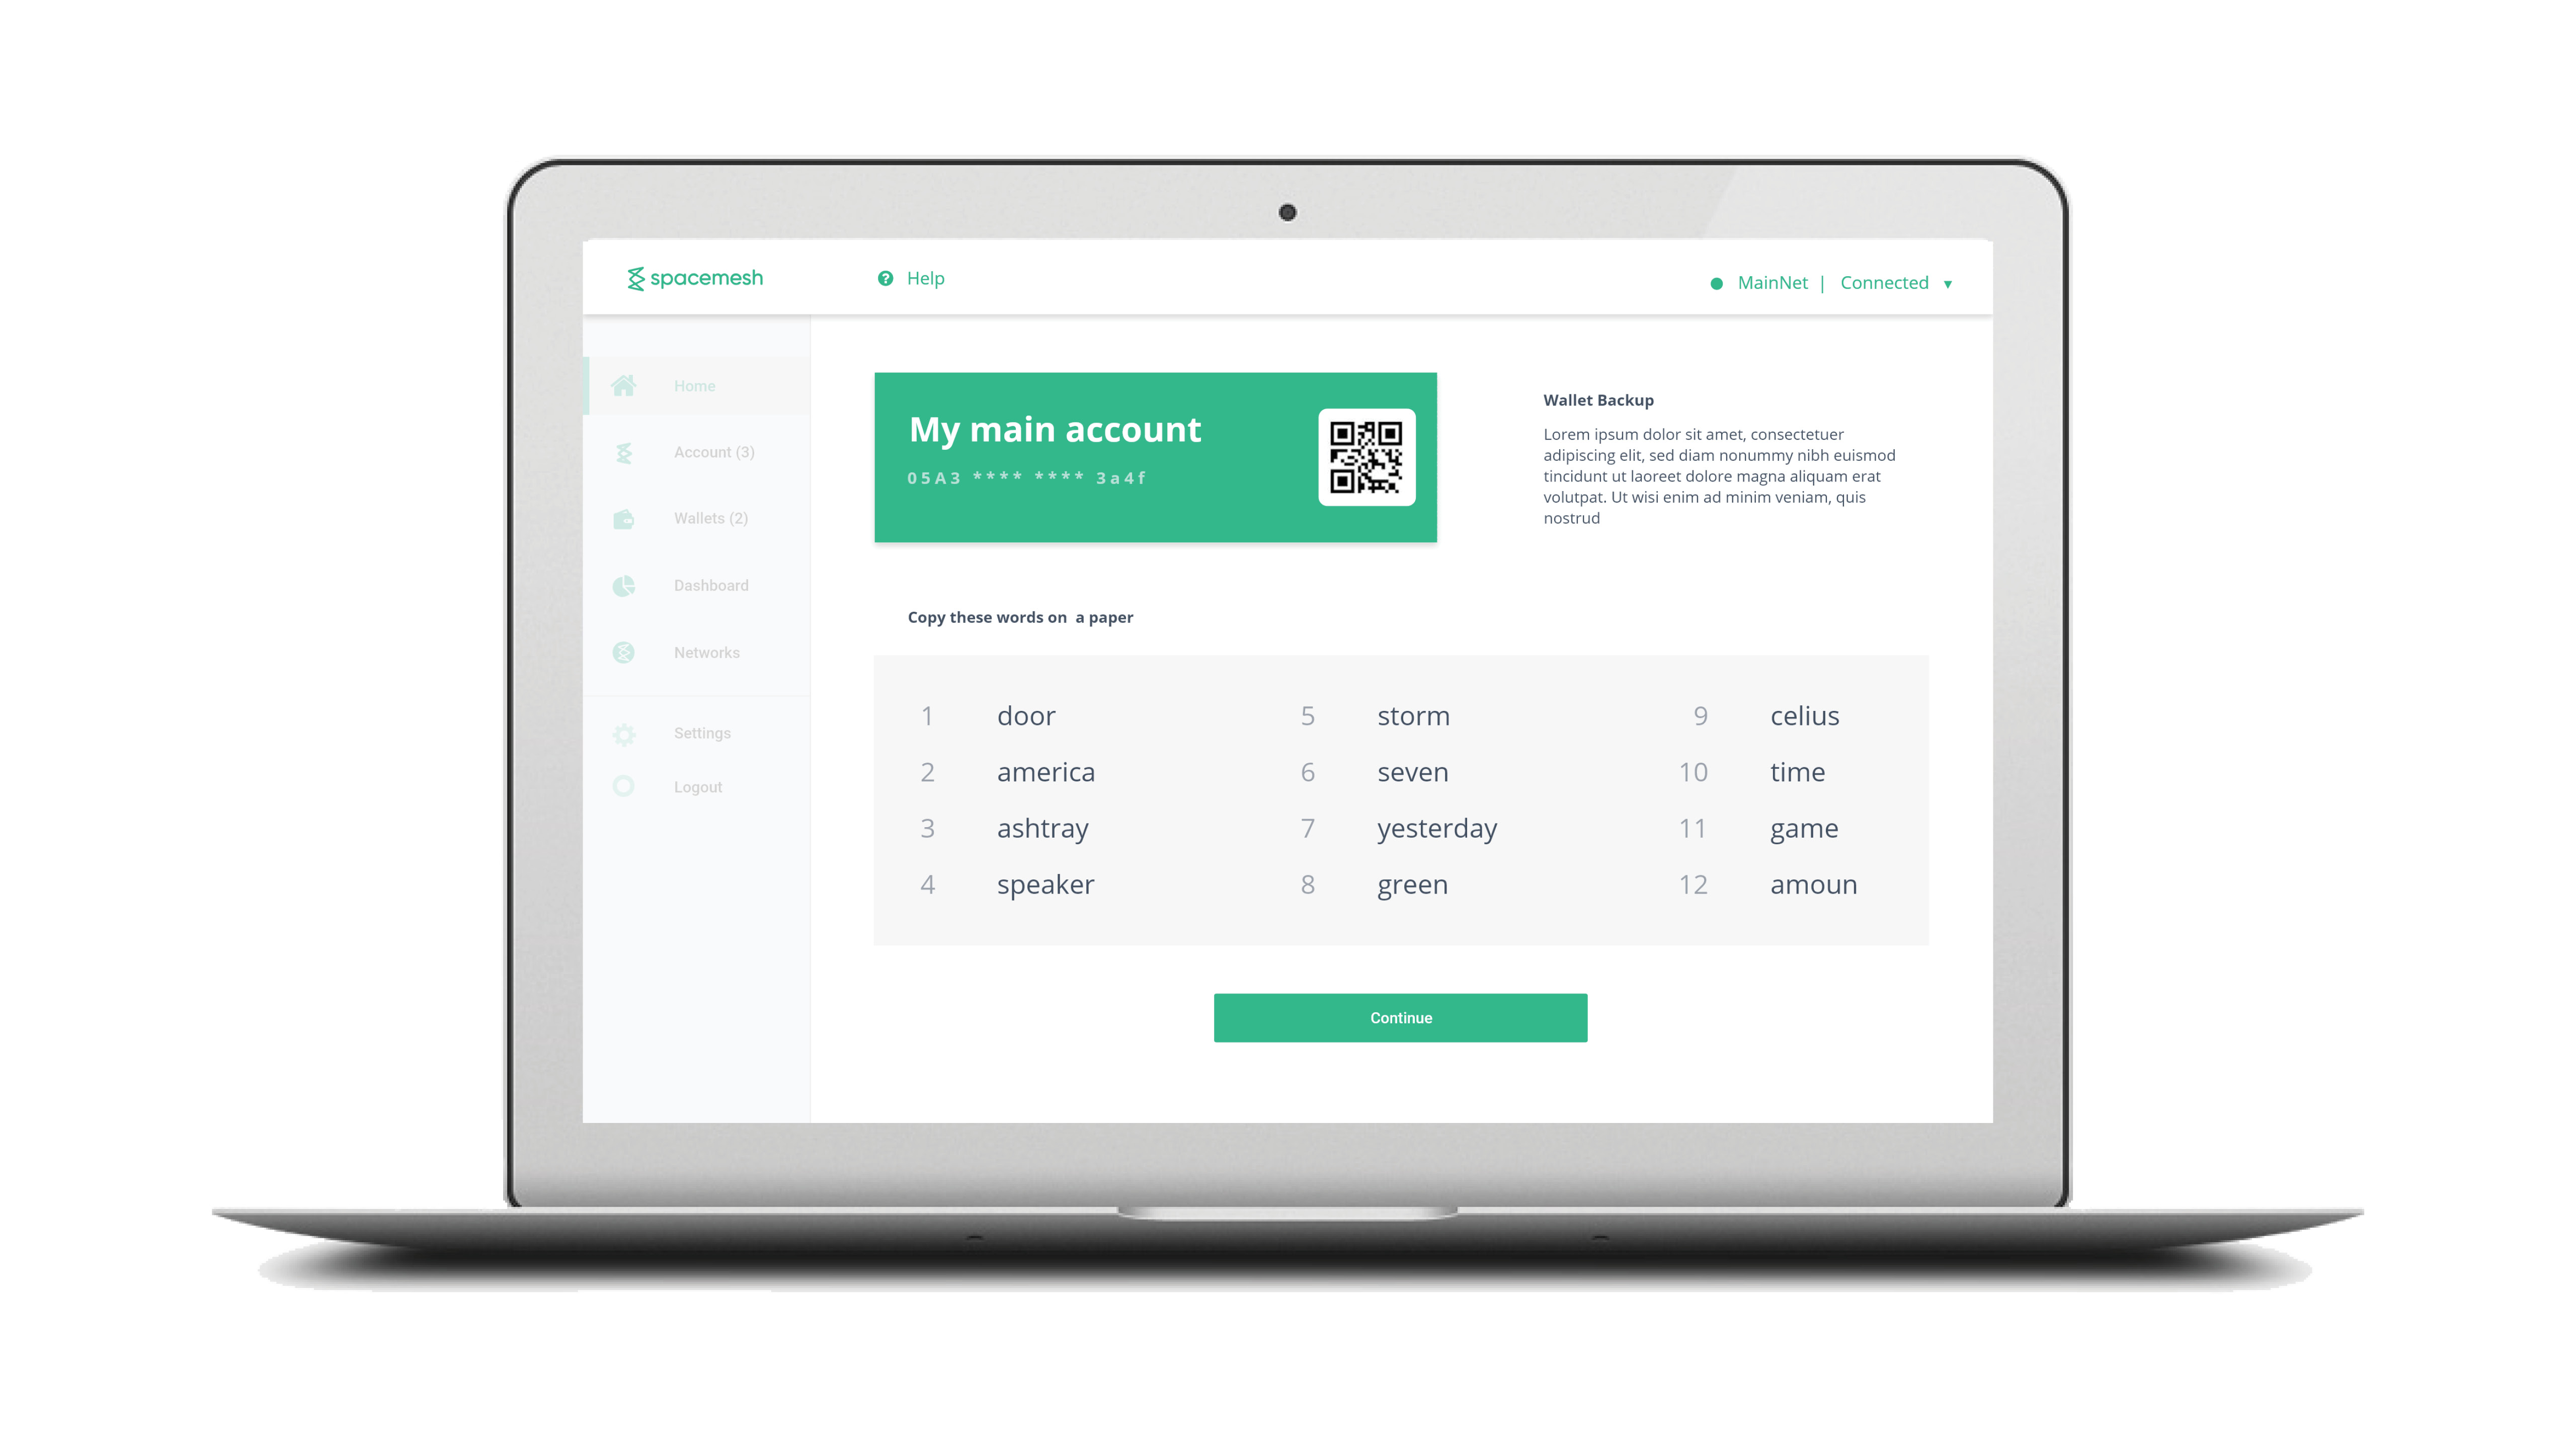 spacemesh
Help
MainNet | Connected ▾
Home
Account (3)
Wallets (2)
Dashboard
Networks
Settings
Logout
My main account
05A3 **** **** 3a4f
Wallet Backup
Lorem ipsum dolor sit amet, consectetuer
adipiscing elit, sed diam nonummy nibh euismod
tincidunt ut laoreet dolore magna aliquam erat
volutpat. Ut wisi enim ad minim veniam, quis
nostrud
Copy these words on  a paper
1 door
2 america
3 ashtray
4 speaker
5 storm
6 seven
7 yesterday
8 green
9 celius
10 time
11 game
12 amoun
Continue